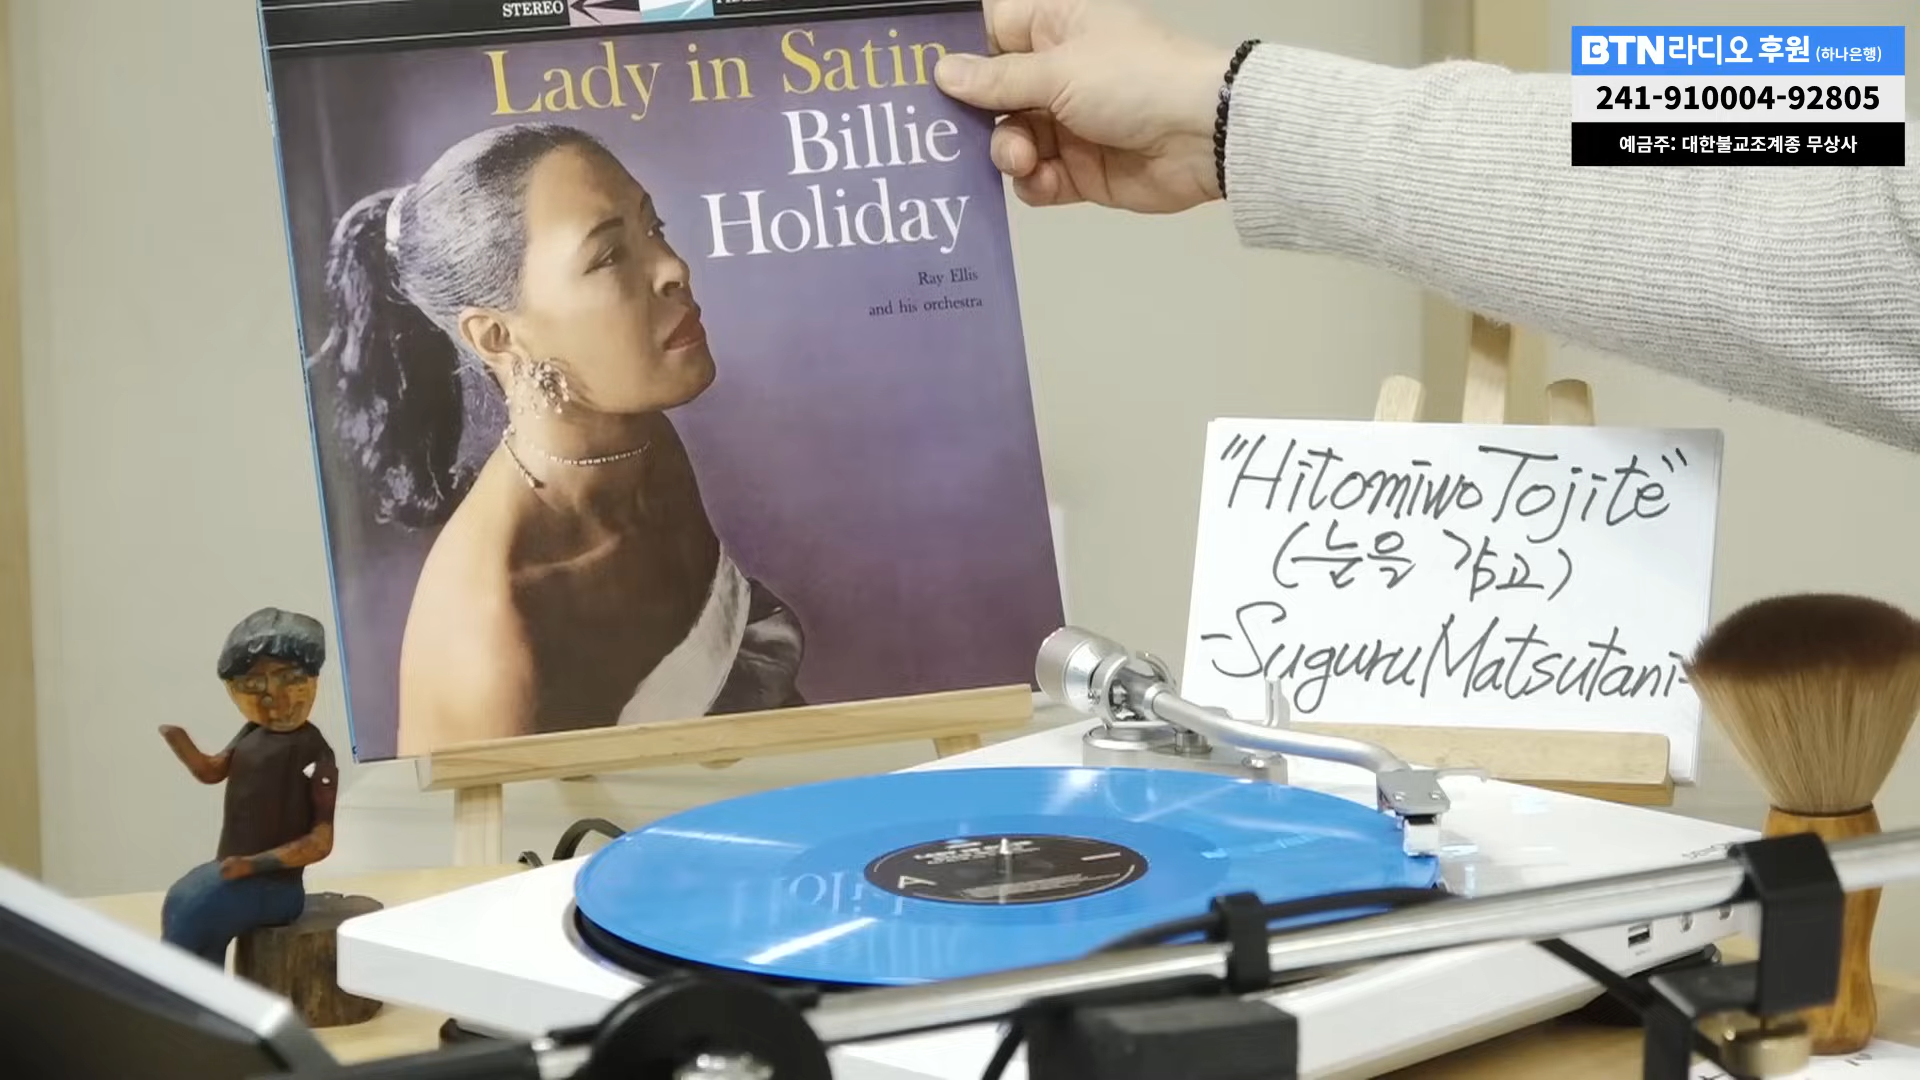 STEREO
Lady in Satin
Billie
Holiday
Ray Ellis
and his orchestra
BTN라디오 후원 (하나은행)
241-910004-92805
예금주: 대한불교조계종 무상사
"Hitomiwo Tojite"
(눈을 감고)
-Suguru Matsutani-
A